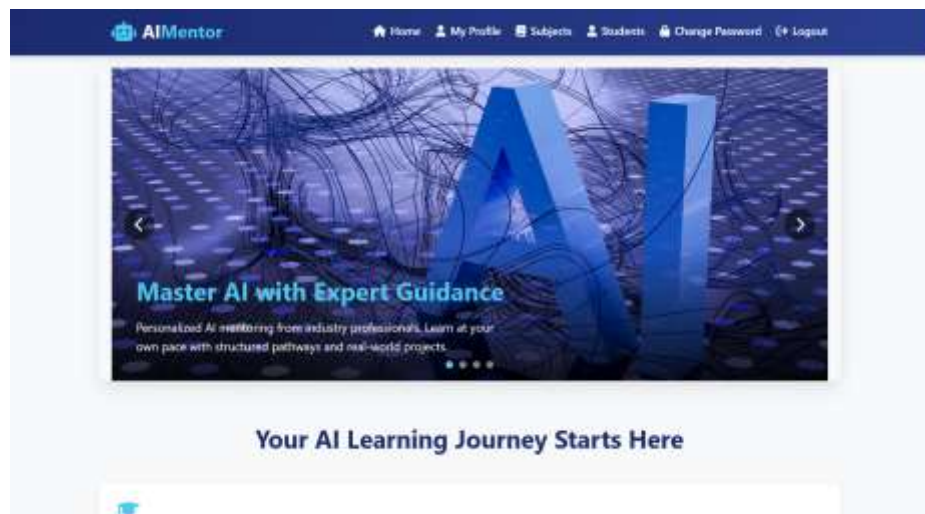 AIMentor
Home My Profile Subjects Students Change Password Logout
AI
Master AI with Expert Guidance
Personalized AI mentoring from industry professionals. Learn at your
own pace with structured pathways and real-world projects.
Your AI Learning Journey Starts Here